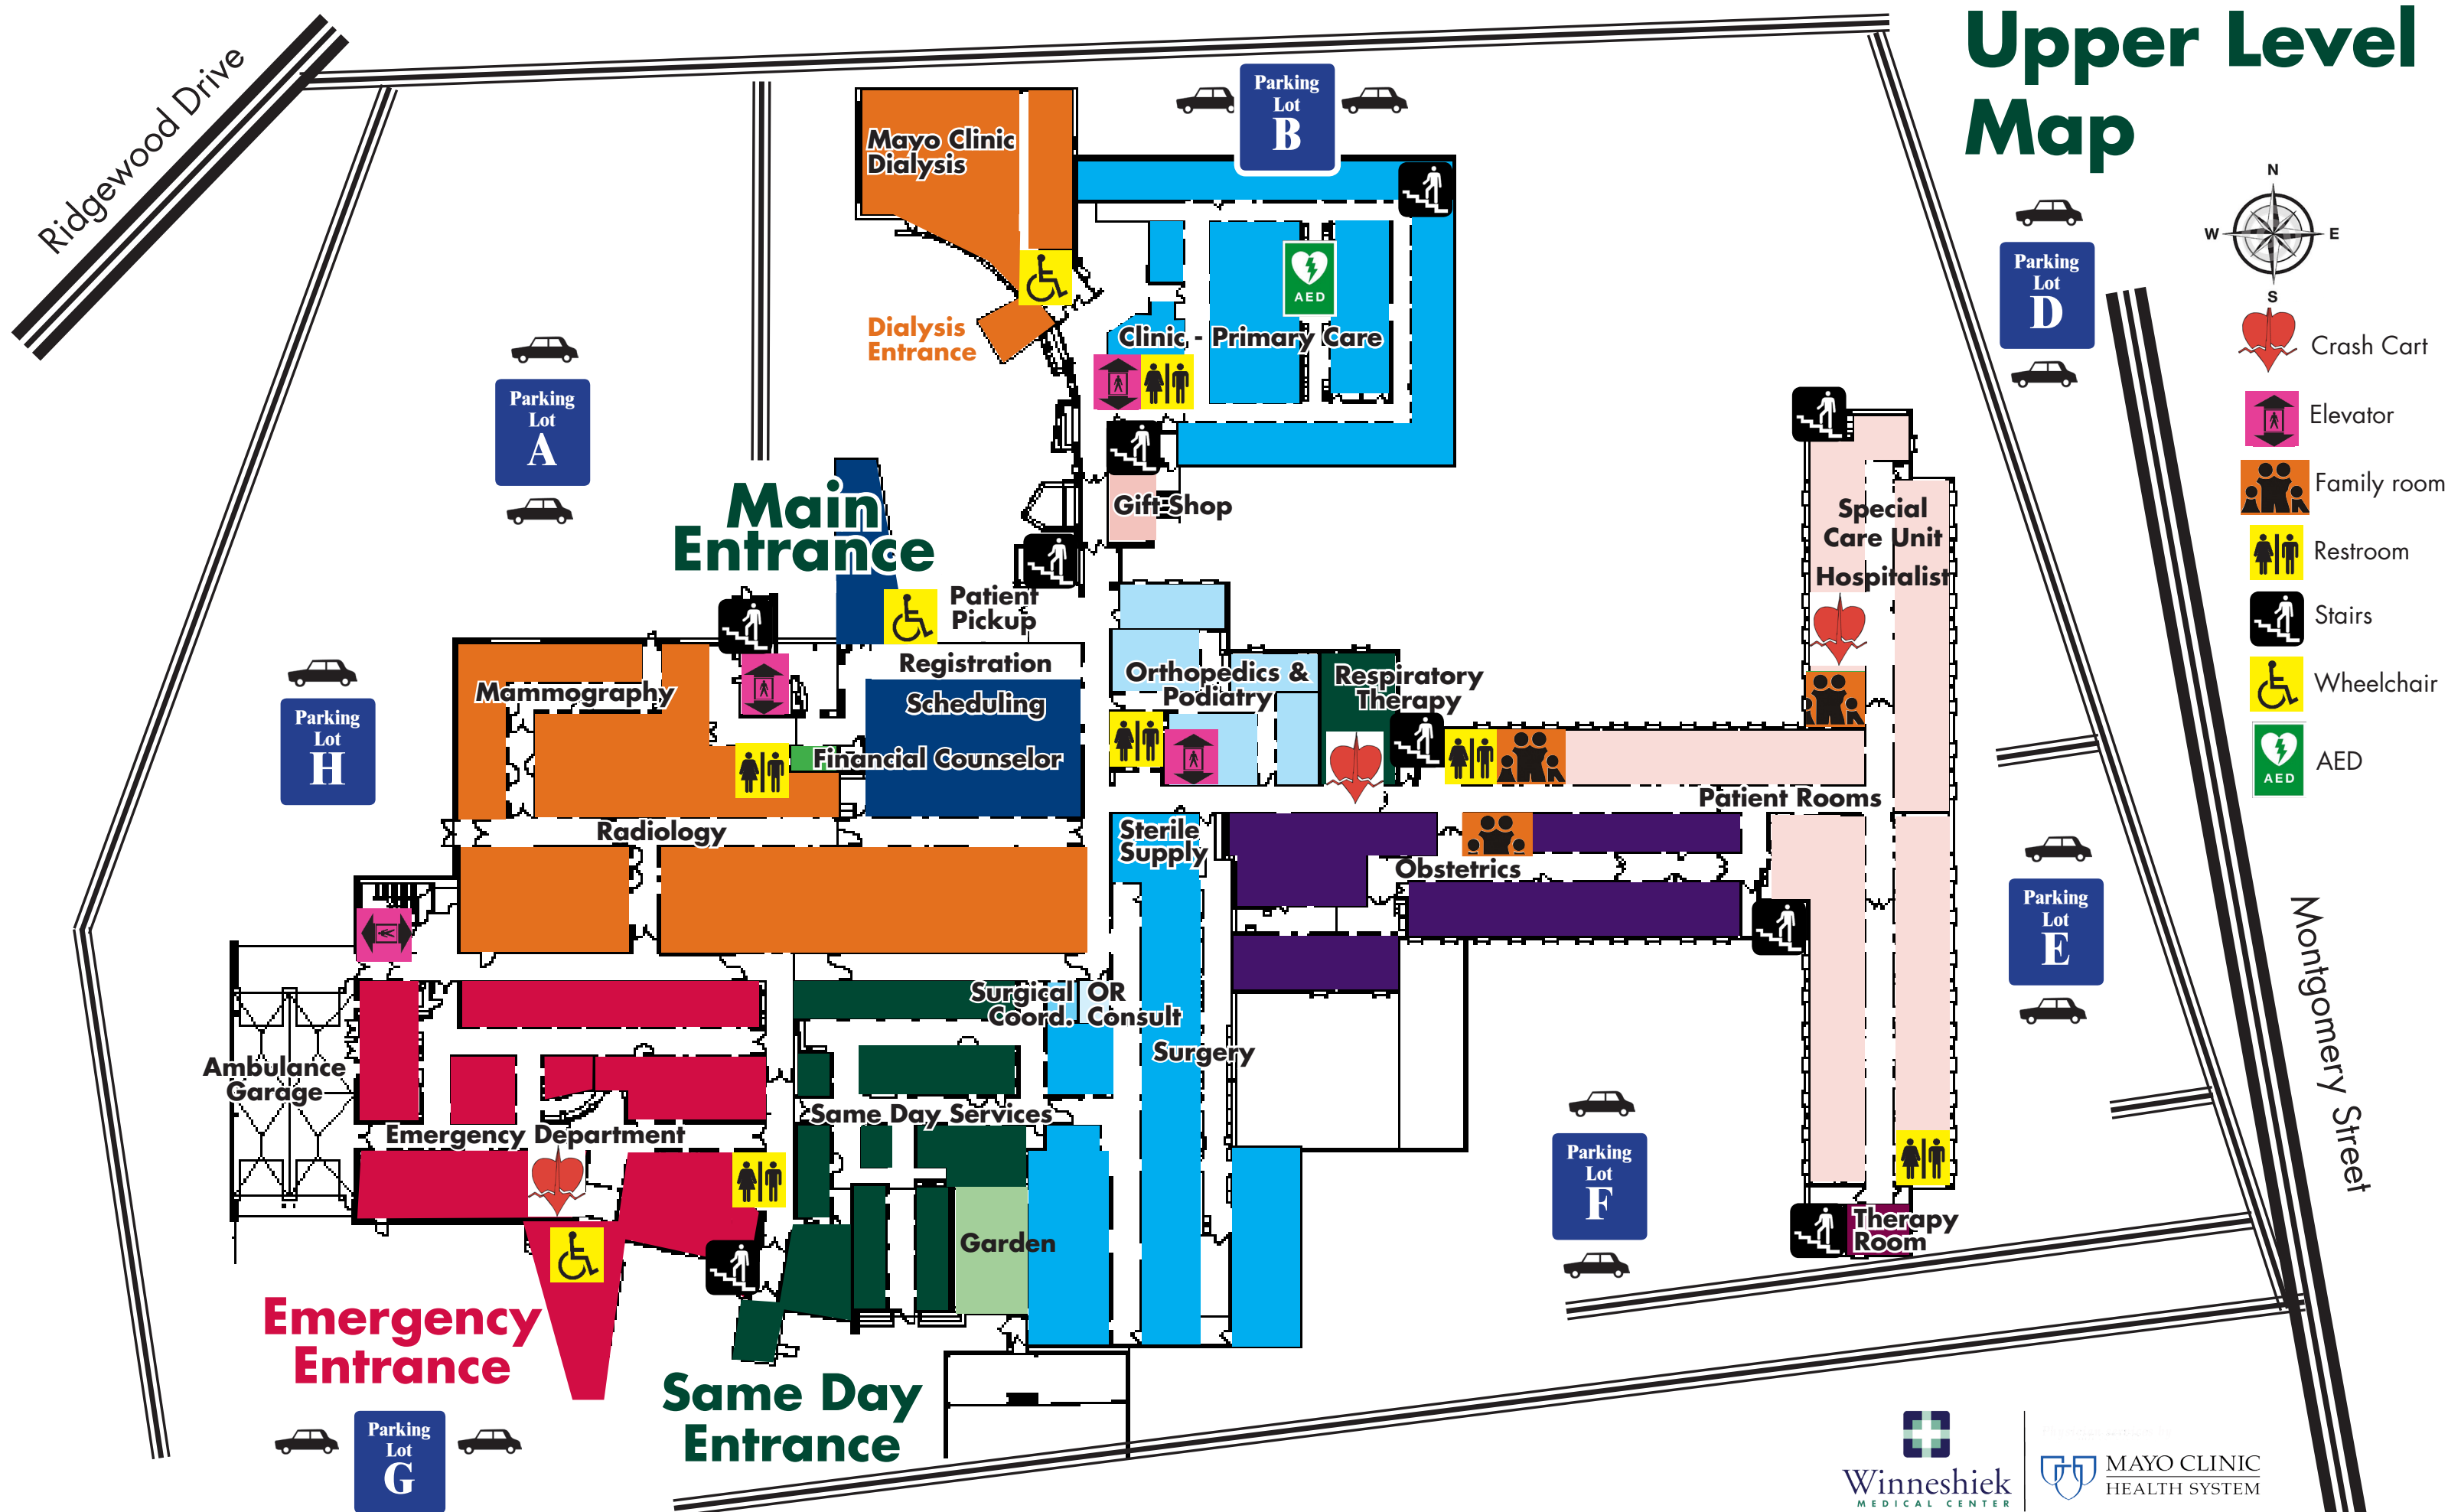 Upper Level
Map
Ridgewood Drive
Parking
Lot
B
Mayo Clinic
Dialysis
N
W
E
S
Parking
Lot
D
AED
Dialysis
Entrance
Clinic - Primary Care
Crash Cart
Elevator
Family room
Restroom
Stairs
Wheelchair
AED
AED
Parking
Lot
A
Main
Entrance
Gift Shop
Special
Care Unit
Hospitalist
Patient
Pickup
Registration
Scheduling
Financial Counselor
Mammography
Orthopedics &
Podiatry
Respiratory
Therapy
Parking
Lot
H
Patient Rooms
Radiology
Sterile
Supply
Obstetrics
Parking
Lot
E
Montgomery Street
Surgical OR
Coord. Consult
Surgery
Ambulance
Garage
Same Day Services
Emergency Department
Parking
Lot
F
Garden
Therapy
Room
Emergency
Entrance
Same Day
Entrance
Parking
Lot
G
Winneshiek
MEDICAL CENTER
MAYO CLINIC
HEALTH SYSTEM